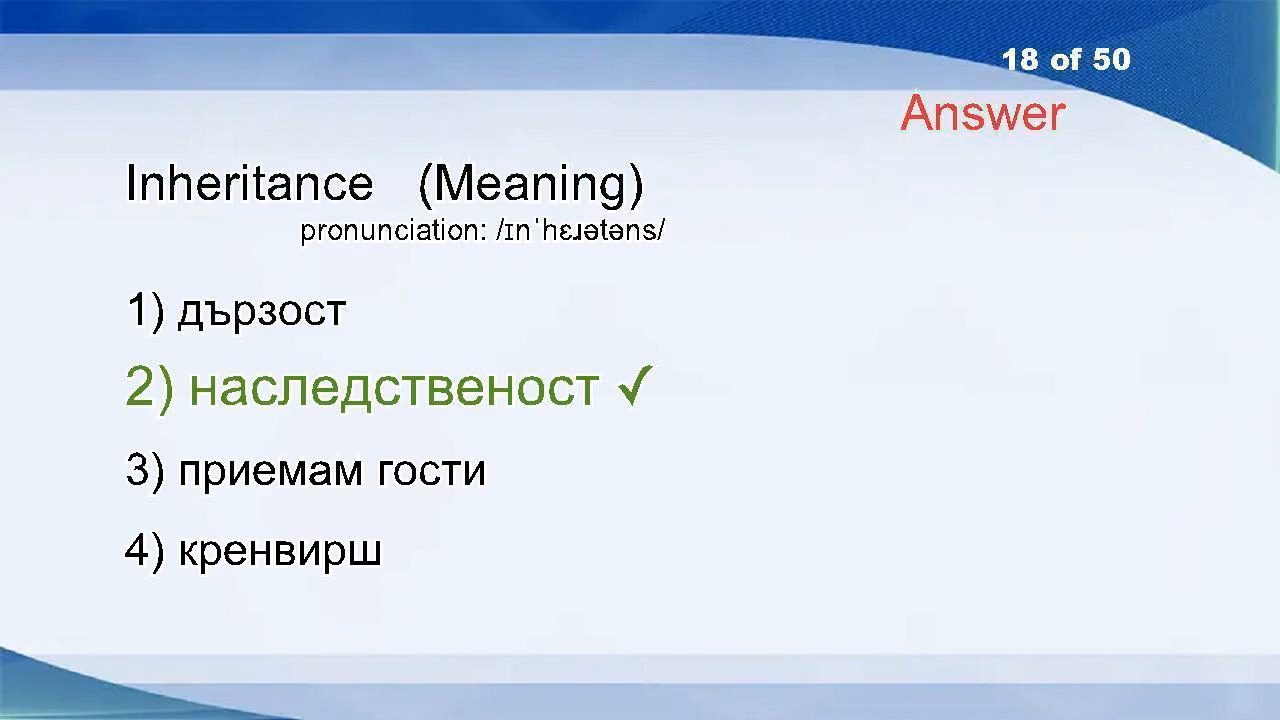 18 of 50
Answer
Inheritance (Meaning)
pronunciation: /ɪnˈhɛɹətəns/
1) дързост
2) наследственост ✓
3) приемам гости
4) кренвирш